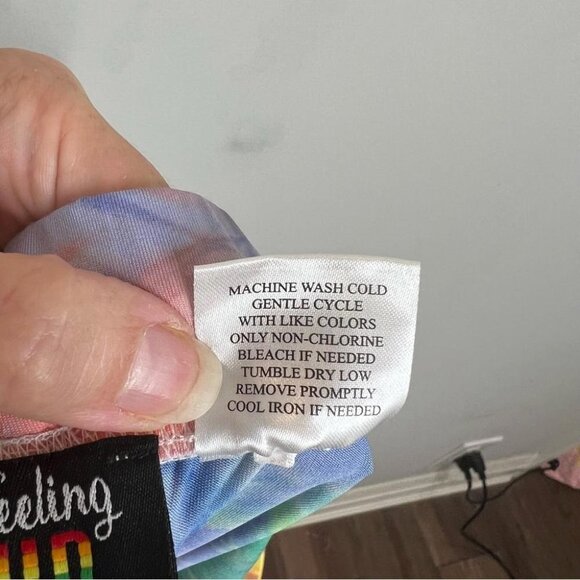 MACHINE WASH COLD
GENTLE CYCLE
WITH LIKE COLORS
ONLY NON-CHLORINE
BLEACH IF NEEDED
TUMBLE DRY LOW
REMOVE PROMPTLY
COOL IRON IF NEEDED
feeling